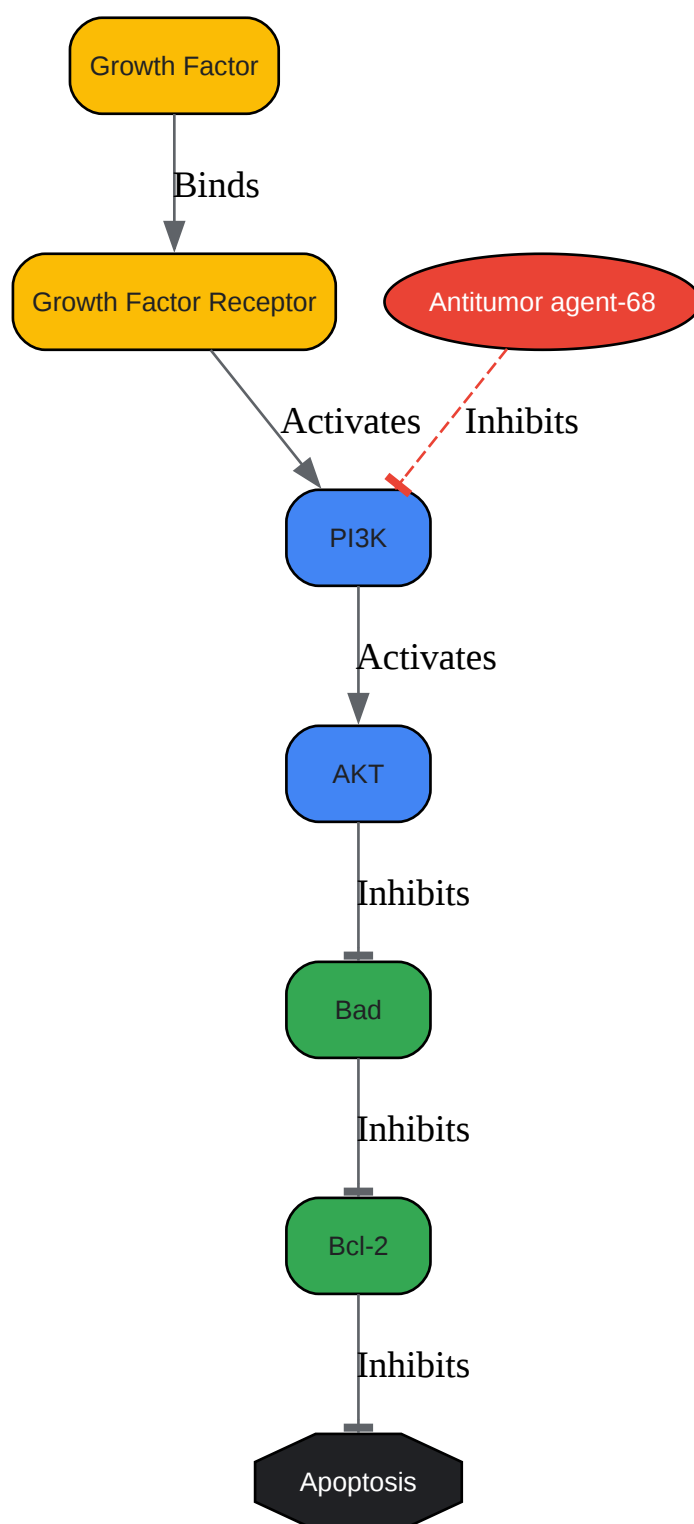 Growth Factor
Binds
Growth Factor Receptor
Antitumor agent-68
Activates
Inhibits
PI3K
Activates
AKT
Inhibits
Bad
Inhibits
Bcl-2
Inhibits
Apoptosis